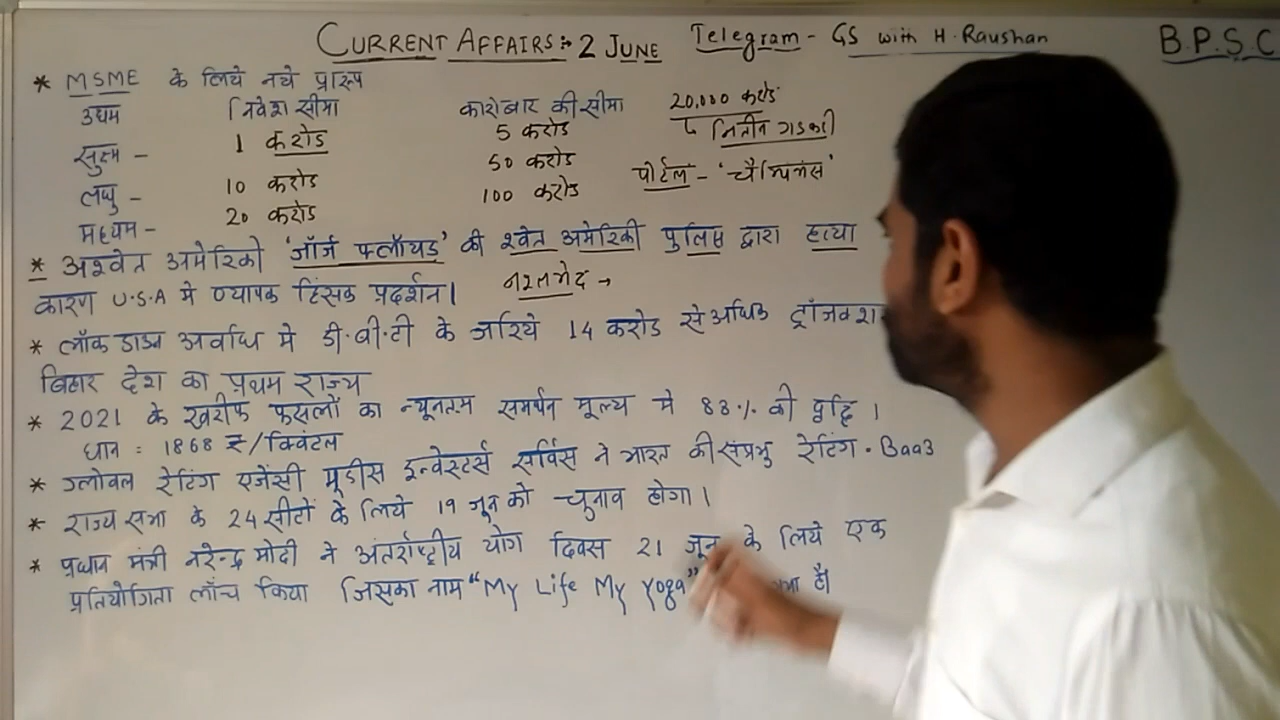 CURRENT AFFAIRS :- 2 JUNE Telegram - GS with H. Raushan B.P.S.C
* MSME के लिये नये प्रारूप
उद्यम निवेश सीमा कारोबार की सीमा 20,000 करोड
सुक्ष्म - 1 करोड 5 करोड नितीन गडकरी
लघु - 10 करोड 50 करोड पोर्टल - 'चैम्पियंस'
मध्यम - 20 करोड 100 करोड
* अश्वेत अमेरिकी 'जॉर्ज फ्लॉयड' की श्वेत अमेरिकी पुलिस द्वारा हत्या
कारण U.S.A मे व्यापक हिंसक प्रदर्शन। नश्लभेद →
* लॉकडाउन अवधि मे डी.बी.टी के जरिये 14 करोड से अधिक
बिहार देश का प्रथम राज्य
* 2021 के खरीफ फसलों का न्यूनतम समर्थन मूल्य मे 83% की वृद्धि।
धान : 1868 ₹/क्विंटल
* ग्लोबल रेटिंग एजेंसी मूडीस इन्वेस्टर्स सर्विस ने भारत की संप्रभु रेटिंग - Baa3
* राज्य सभा के 24 सीटों के लिये 19 जून को चुनाव होगा।
* प्रधान मंत्री नरेन्द्र मोदी ने अंतर्राष्ट्रीय योग दिवस 21 जून के लिये एक
प्रतियोगिता लॉंच किया जिसका नाम "My Life My Yoga" है।